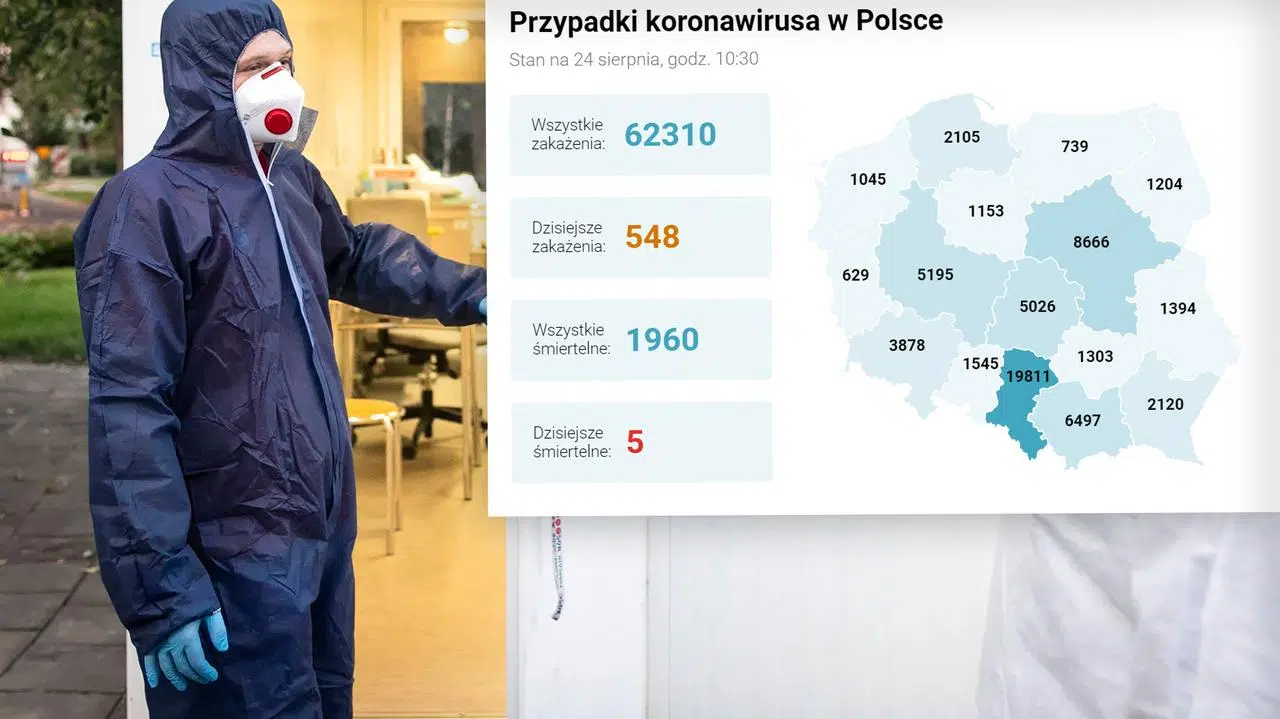 Przypadki koronawirusa w Polsce
Stan na 24 sierpnia, godz. 10:30
Wszystkie
zakażenia: 62310
Dzisiejsze
zakażenia: 548
Wszystkie
śmiertelne: 1960
Dzisiejsze
śmiertelne: 5
2105
739
1045
1204
1153
8666
629
5195
5026
1394
3878
1545
1303
19811
2120
6497